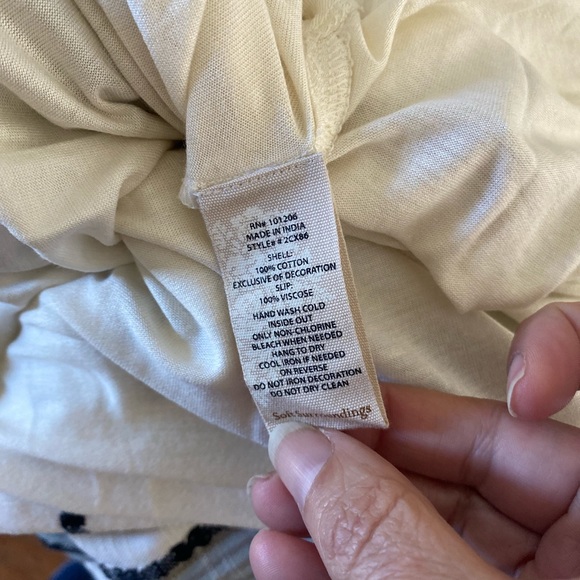 RN# 101206
MADE IN INDIA
STYLE# # 2CX86
SHELL:
100% COTTON
EXCLUSIVE OF DECORATION
SLIP:
100% VISCOSE
HAND WASH COLD
INSIDE OUT
ONLY NON-CHLORINE
BLEACH WHEN NEEDED
HANG TO DRY
COOL IRON IF NEEDED
ON REVERSE
DO NOT IRON DECORATION
DO NOT DRY CLEAN
Soft Surroundings